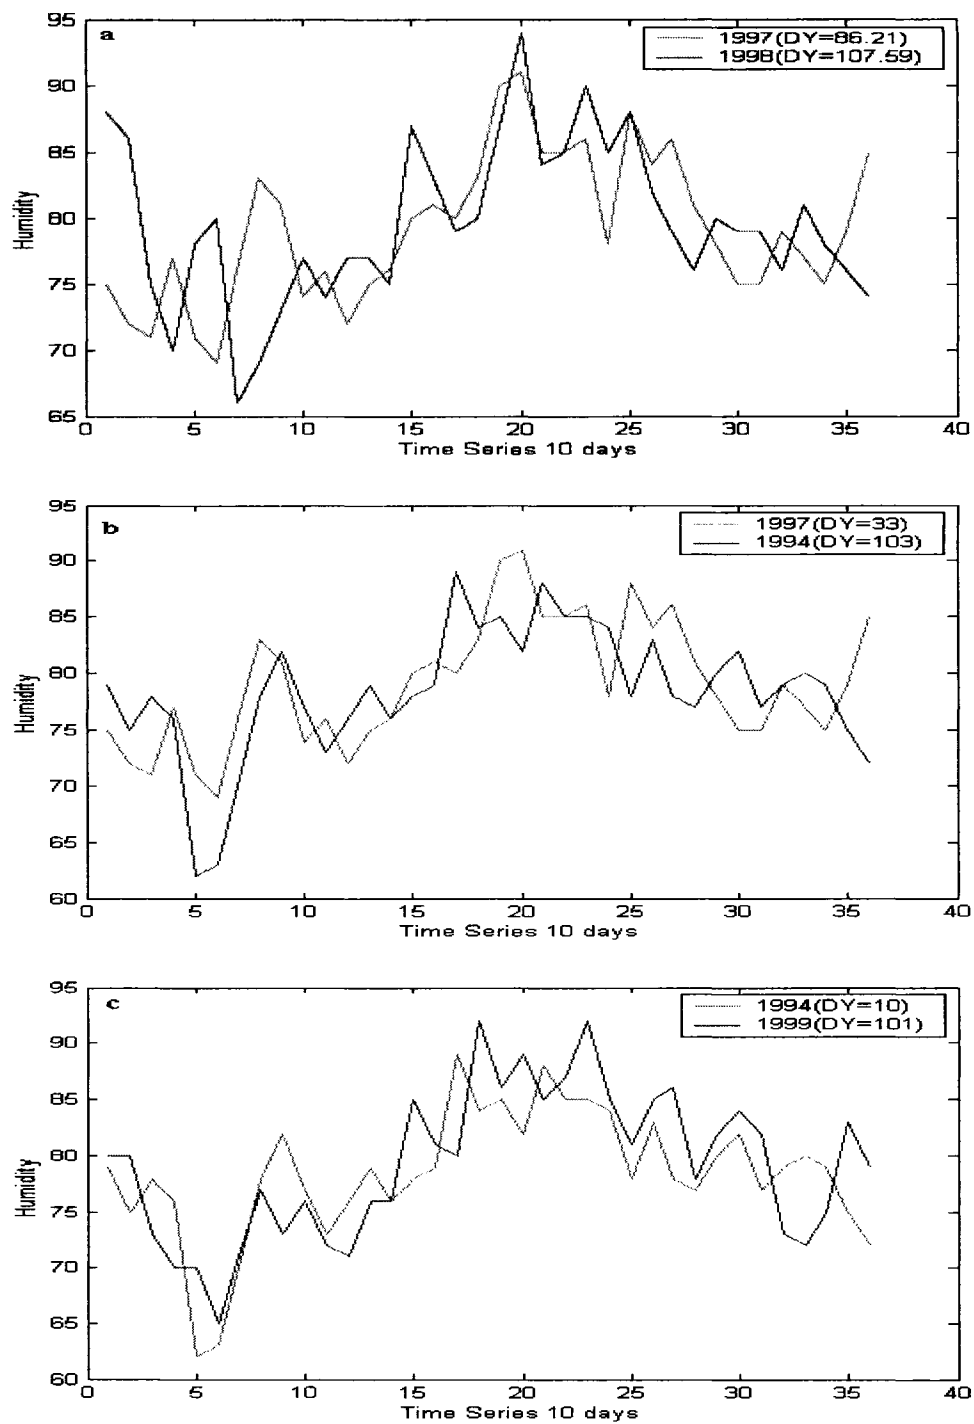 a
1997(DY=86.21)
1998(DY=107.59)
95
90
85
80
75
70
65
Humidity
0 5 10 15 20 25 30 35 40
Time Series 10 days
b
1997(DY=33)
1994(DY=103)
95
90
85
80
75
70
65
60
Humidity
0 5 10 15 20 25 30 35 40
Time Series 10 days
c
1994(DY=10)
1999(DY=101)
95
90
85
80
75
70
65
60
Humidity
0 5 10 15 20 25 30 35 40
Time Series 10 days